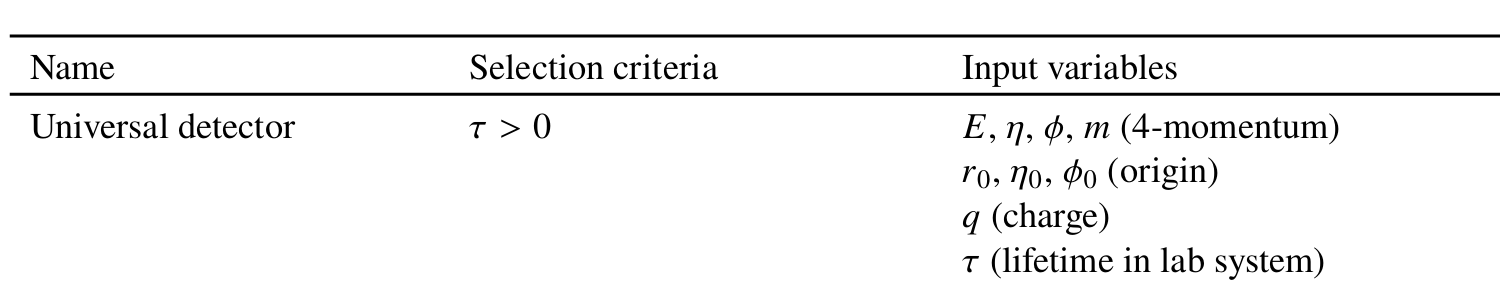 Name Selection criteria Input variables
Universal detector τ > 0 E, η, ϕ, m (4-momentum)
r₀, η₀, ϕ₀ (origin)
q (charge)
τ (lifetime in lab system)